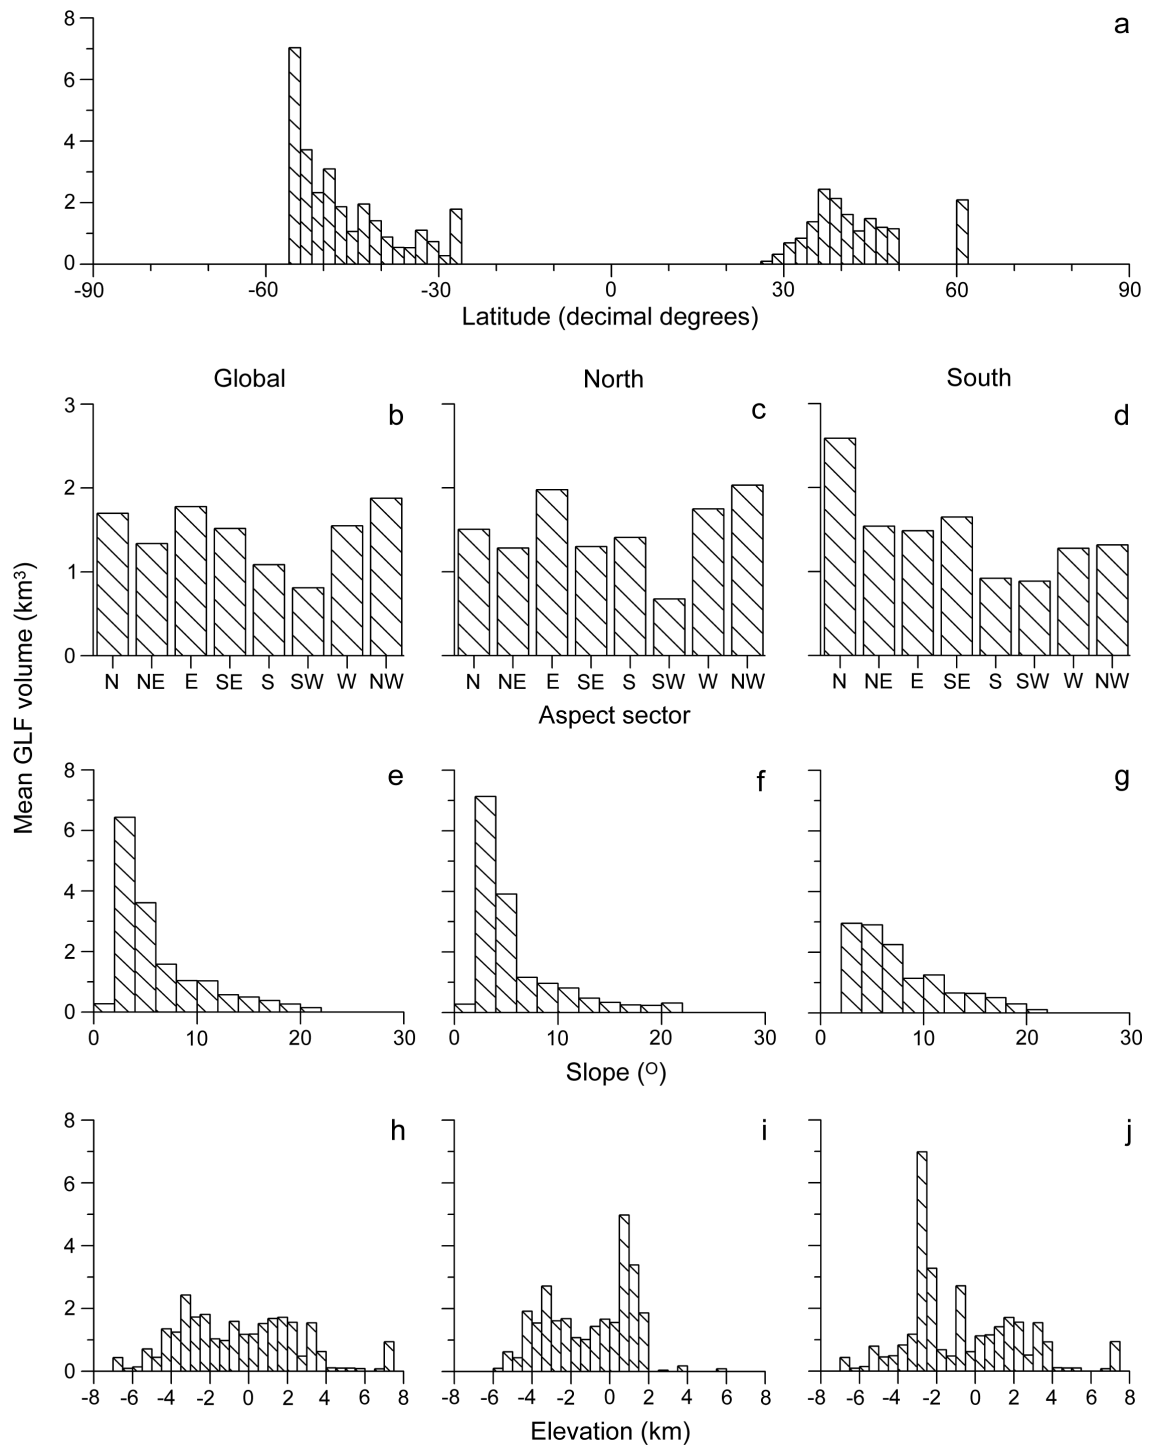 8
a
6
4
2
0
-90 -60 -30 0 30 60 90
Latitude (decimal degrees)
Global North South
3
b c d
2
1
0
N NE E SE S SW W NW N NE E SE S SW W NW N NE E SE S SW W NW
Aspect sector
Mean GLF volume (km³)
8
e f g
6
4
2
0
0 10 20 30 0 10 20 30 0 10 20 30
Slope (O)
8
h i j
6
4
2
0
-8 -6 -4 -2 0 2 4 6 8 -8 -6 -4 -2 0 2 4 6 8 -8 -6 -4 -2 0 2 4 6 8
Elevation (km)